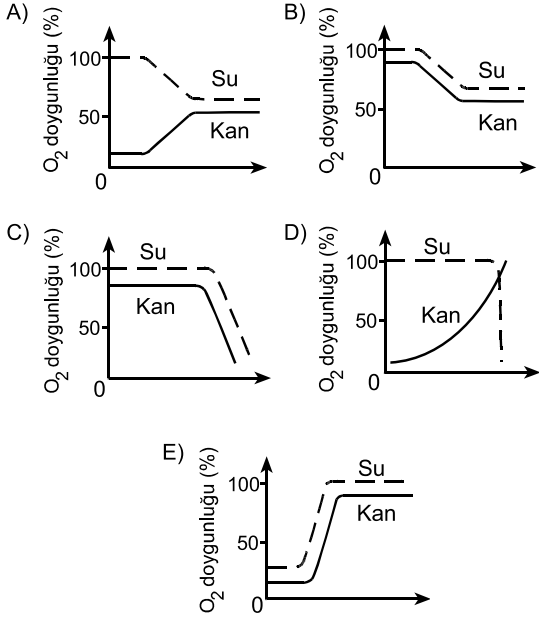 A)
O2 doygunluğu (%)
100
50
0
Su
Kan
B)
O2 doygunluğu (%)
100
50
0
Su
Kan
C)
O2 doygunluğu (%)
100
50
0
Su
Kan
D)
O2 doygunluğu (%)
100
50
0
Su
Kan
E)
O2 doygunluğu (%)
100
50
0
Su
Kan